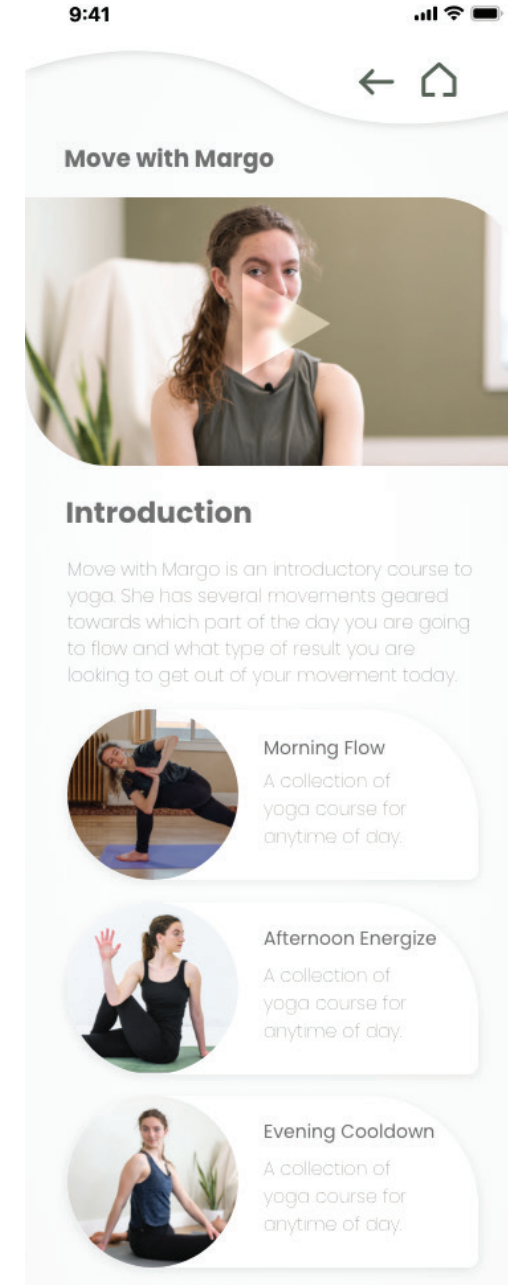 9:41
Move with Margo
Introduction
Move with Margo is an introductory course to
yoga. She has several movements geared
towards which part of the day you are going
to flow and what type of result you are
looking to get out of your movement today.
Morning Flow
A collection of
yoga course for
anytime of day.
Afternoon Energize
A collection of
yoga course for
anytime of day.
Evening Cooldown
A collection of
yoga course for
anytime of day.